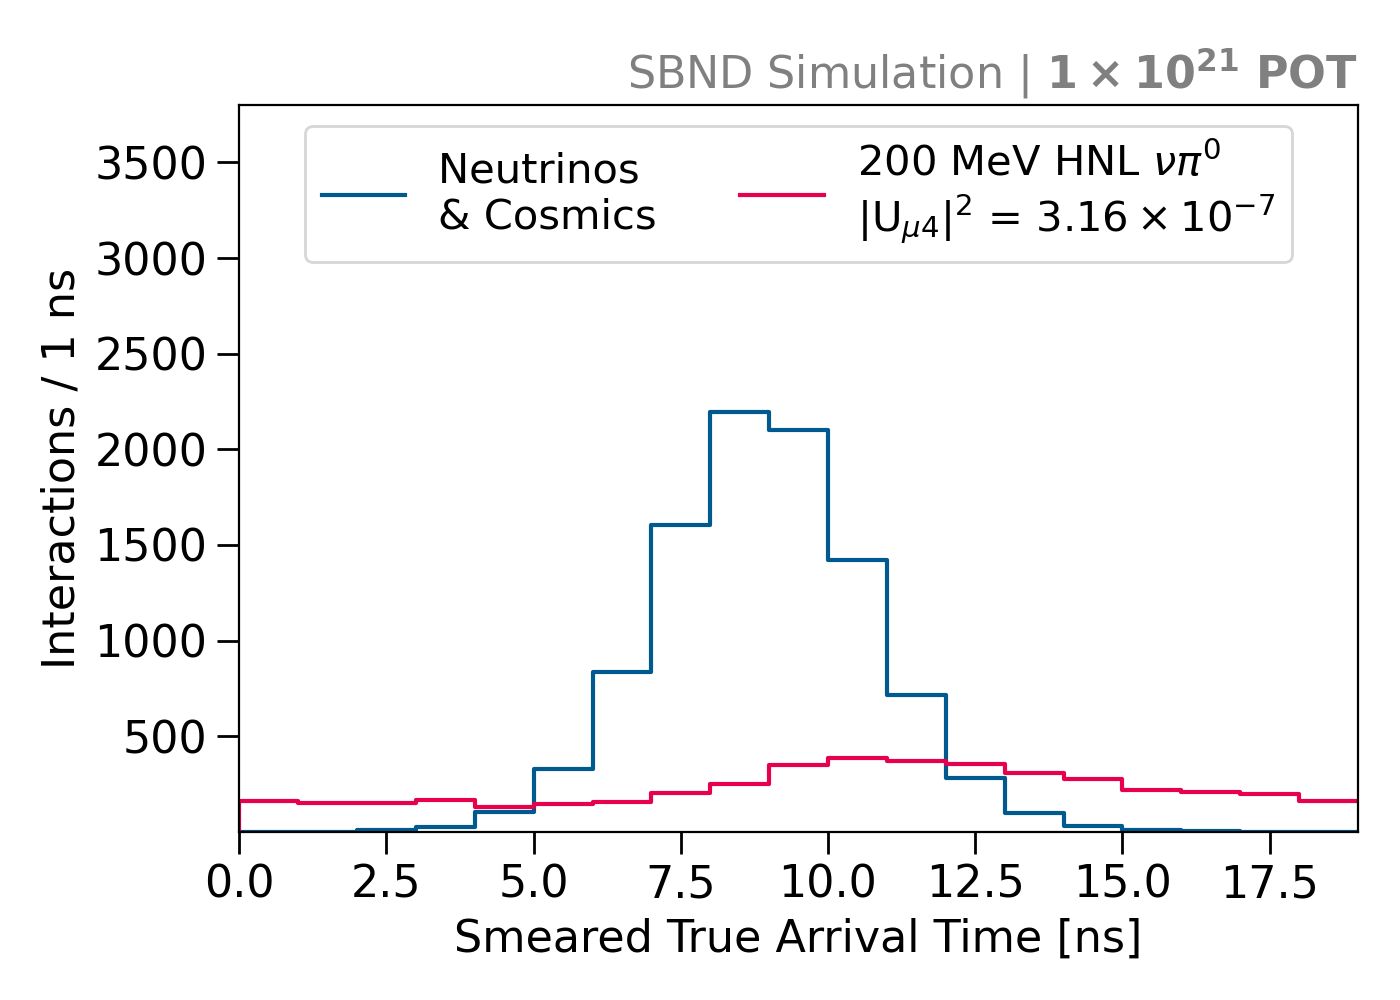 SBND Simulation | 1 × 10²¹ POT
Neutrinos
& Cosmics
200 MeV HNL νπ⁰
|Uμ4|² = 3.16 × 10⁻⁷
Interactions / 1 ns
3500
3000
2500
2000
1500
1000
500
0.0 2.5 5.0 7.5 10.0 12.5 15.0 17.5
Smeared True Arrival Time [ns]